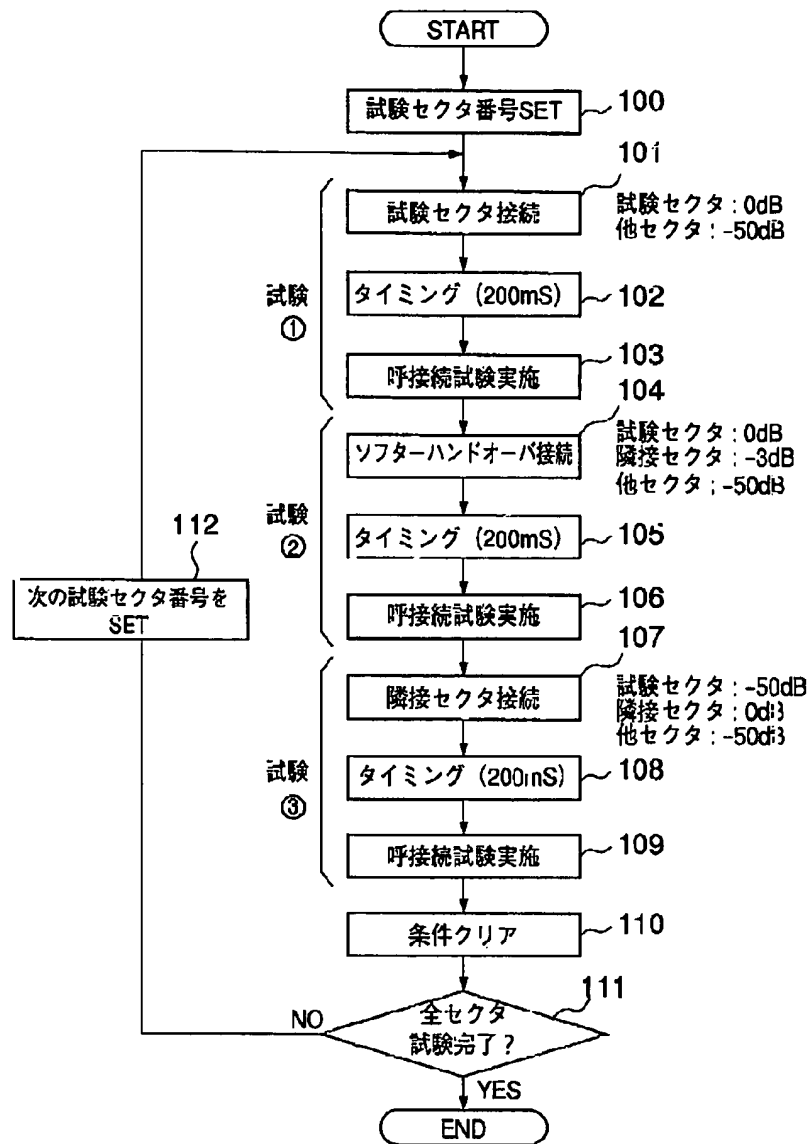 START
試験セクタ番号SET
100
101
試験セクタ接続
試験セクタ:0dB
他セクタ:-50dB
タイミング (200mS)
102
試験
①
呼接続試験実施
103
104
ソフターハンドオーバ接続
試験セクタ:0dB
隣接セクタ:-3dB
他セクタ:-50dB
タイミング (200mS)
105
試験
②
112
次の試験セクタ番号を
SET
呼接続試験実施
106
107
隣接セクタ接続
試験セクタ:-50dB
隣接セクタ:0dB
他セクタ:-50dB
タイミング (200mS)
108
試験
③
呼接続試験実施
109
条件クリア
110
111
全セクタ
試験完了?
NO
YES
END